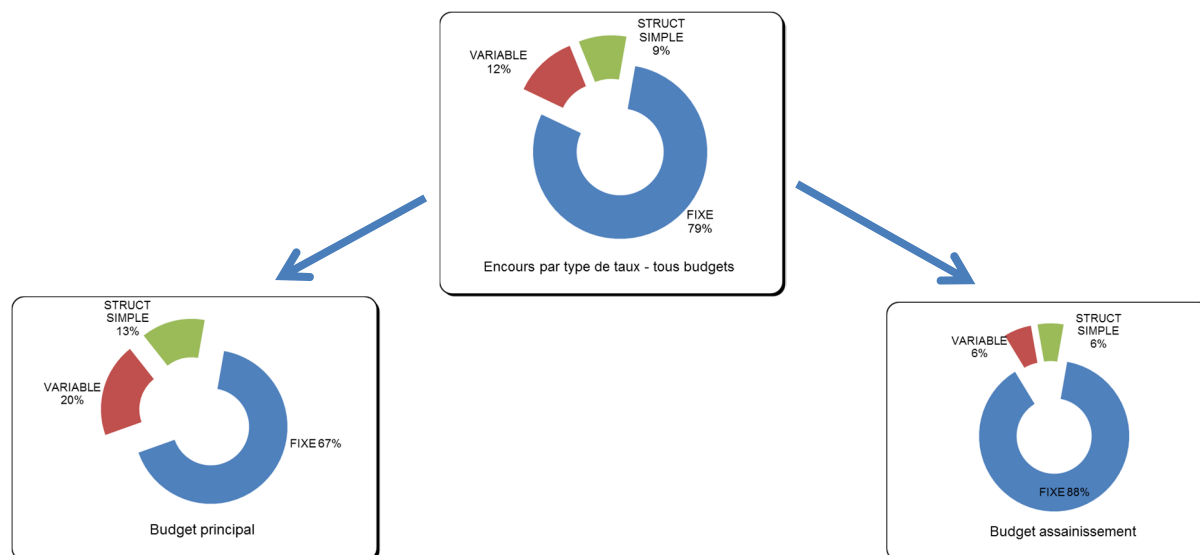 STRUCT
SIMPLE
9%
VARIABLE
12%
FIXE
79%
Encours par type de taux - tous budgets
STRUCT
SIMPLE
13%
VARIABLE
20%
FIXE 67%
Budget principal
VARIABLE
6%
STRUCT
SIMPLE
6%
FIXE 88%
Budget assainissement